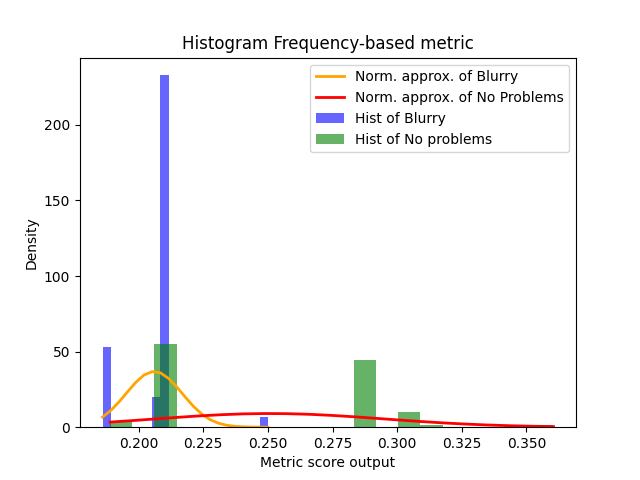 Histogram Frequency-based metric
Norm. approx. of Blurry
Norm. approx. of No Problems
Hist of Blurry
Hist of No problems
Density
200
150
100
50
0
0.200 0.225 0.250 0.275 0.300 0.325 0.350
Metric score output